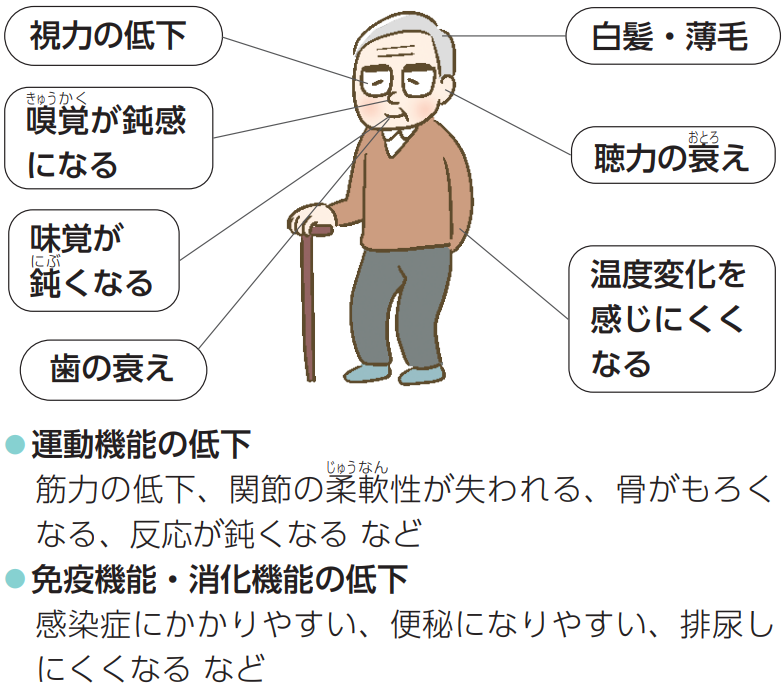 視力の低下
きゅうかく
嗅覚が鈍感
になる
味覚が
にぶ
鈍くなる
歯の衰え
白髪・薄毛
おとろ
聴力の衰え
温度変化を
感じにくく
なる
●運動機能の低下
じゅうなん
筋力の低下、関節の柔軟性が失われる、骨がもろく
なる、反応が鈍くなる など
●免疫機能・消化機能の低下
感染症にかかりやすい、便秘になりやすい、排尿し
にくくなる など